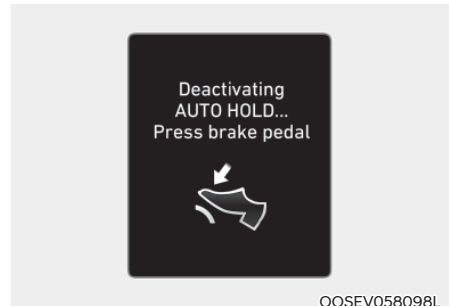 Deactivating
AUTO HOLD...
Press brake pedal
OOSEV058098L